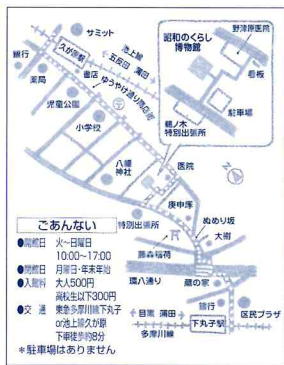 サミット
銀行
久が原駅
池上線
五反田 蒲田
薬局
書店
ゆうやけ通り商店街
児童公園
小学校
八幡
神社
昭和のくらし
博物館
野津原医院
看板
駐車場
鵜ノ木
特別出張所
医院
庚申塚
特別出張所
ぬめり坂
大樹
藤森稲荷
環八通り
蔵の家
銀行
目黒 蒲田
多摩川線
下丸子駅
区民プラザ
ごあんない
●開館日 火〜日曜日
10:00〜17:00
●閉館日 月曜日・年末年始
●入館料 大人500円
高校生以下300円
●交 通 東急多摩川線下丸子
or池上線久が原
下車徒歩約8分
*駐車場はありません